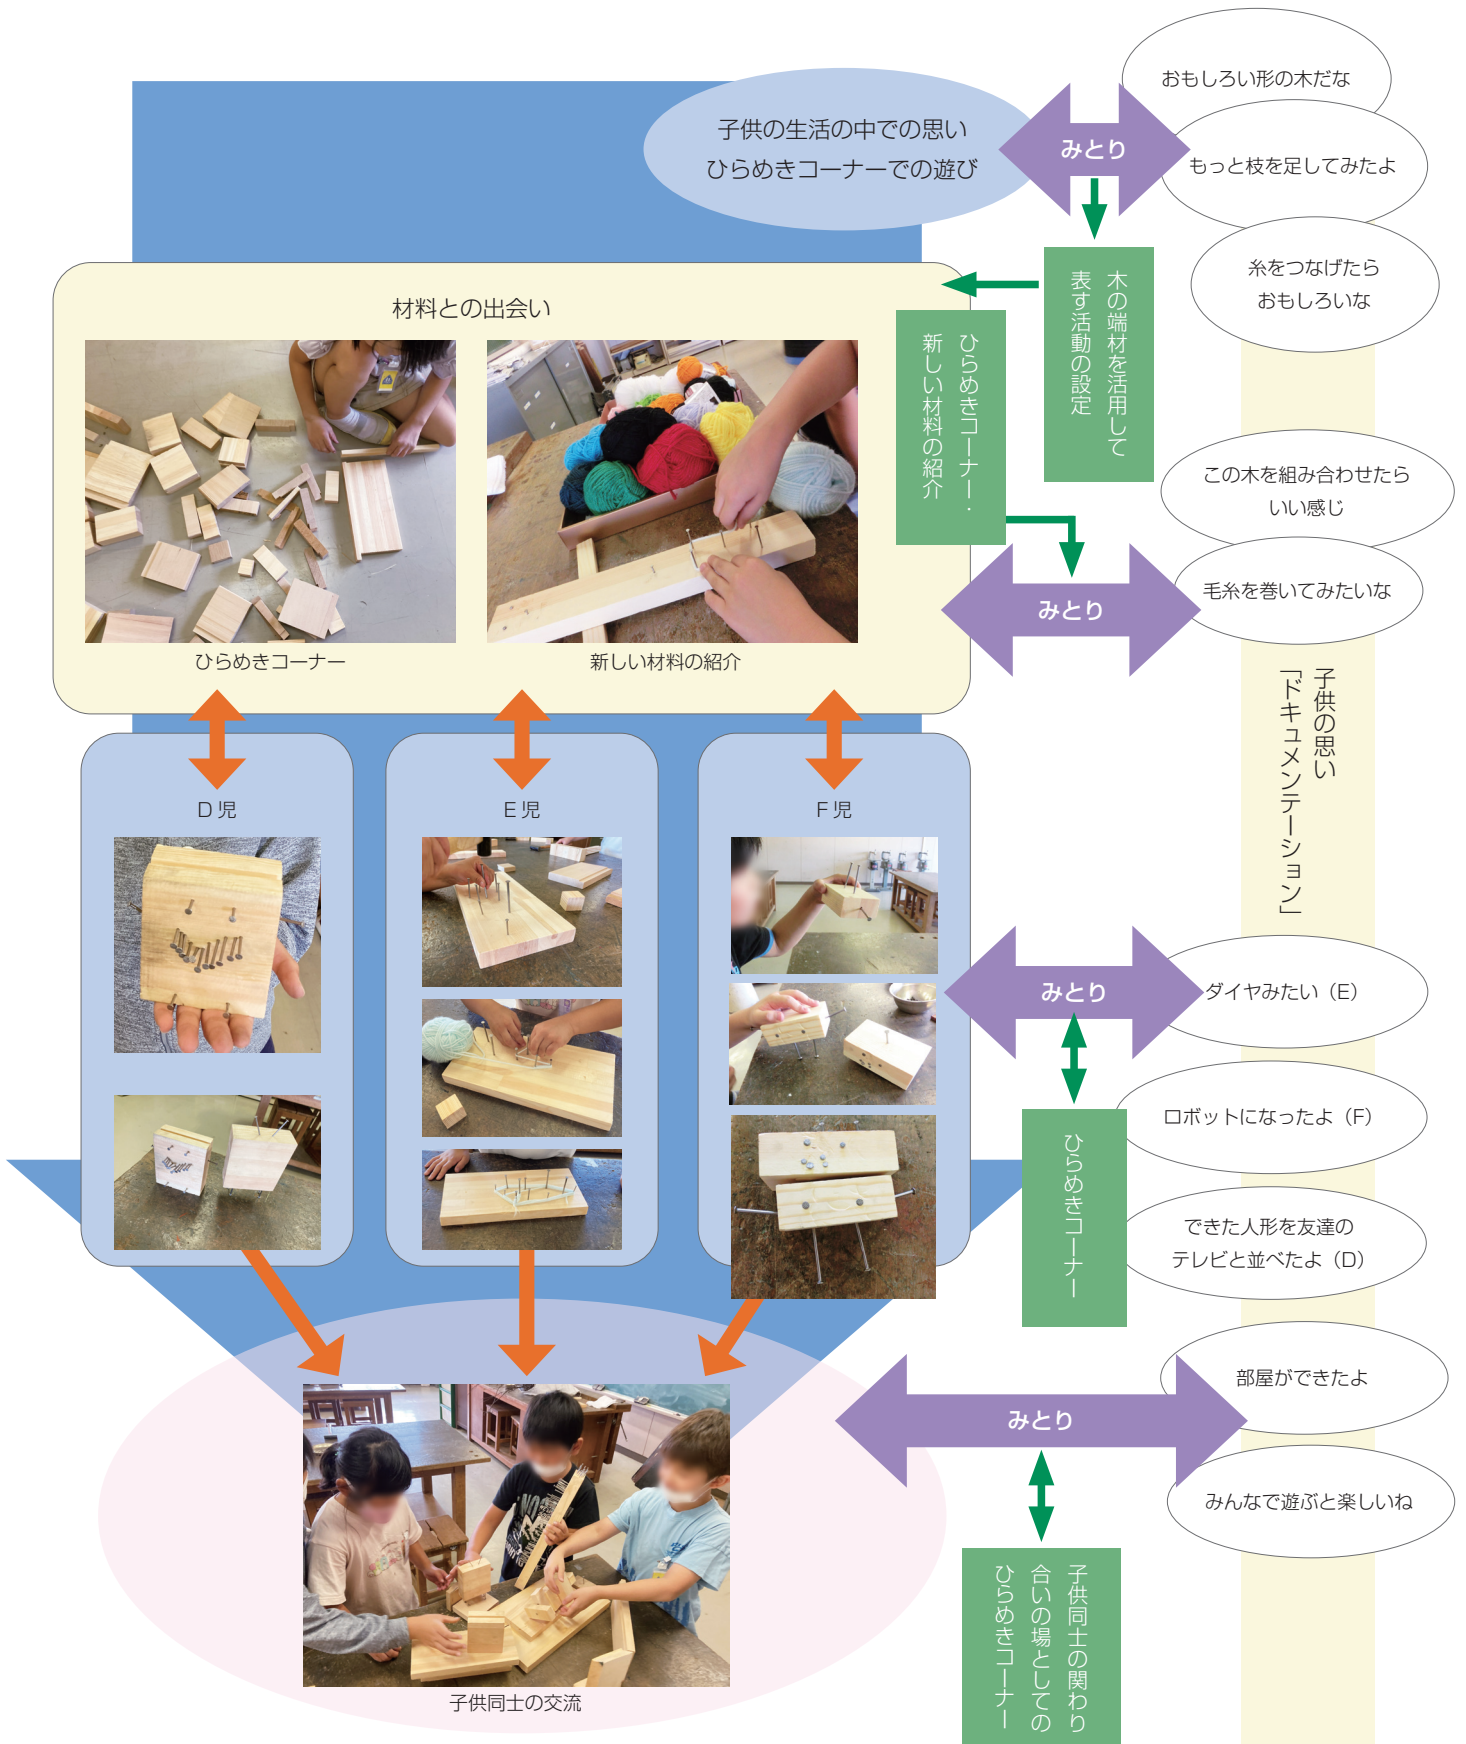 おもしろい形の木だな
子供の生活の中での思い
ひらめきコーナーでの遊び
みとり
もっと枝を足してみたよ
糸をつなげたら
おもしろいな
木の端材を活用して
表す活動の設定
材料との出会い
ひらめきコーナー・
新しい材料の紹介
ひらめきコーナー
新しい材料の紹介
この木を組み合わせたら
いい感じ
みとり
毛糸を巻いてみたいな
子供の思い
「ドキュメンテーション」
D児
E児
F児
みとり
ダイヤみたい（E）
ロボットになったよ（F）
ひらめきコーナー
できた人形を友達の
テレビと並べたよ（D）
みとり
部屋ができたよ
みんなで遊ぶと楽しいね
子供同士の関わり
合いの場としての
ひらめきコーナー
子供同士の交流